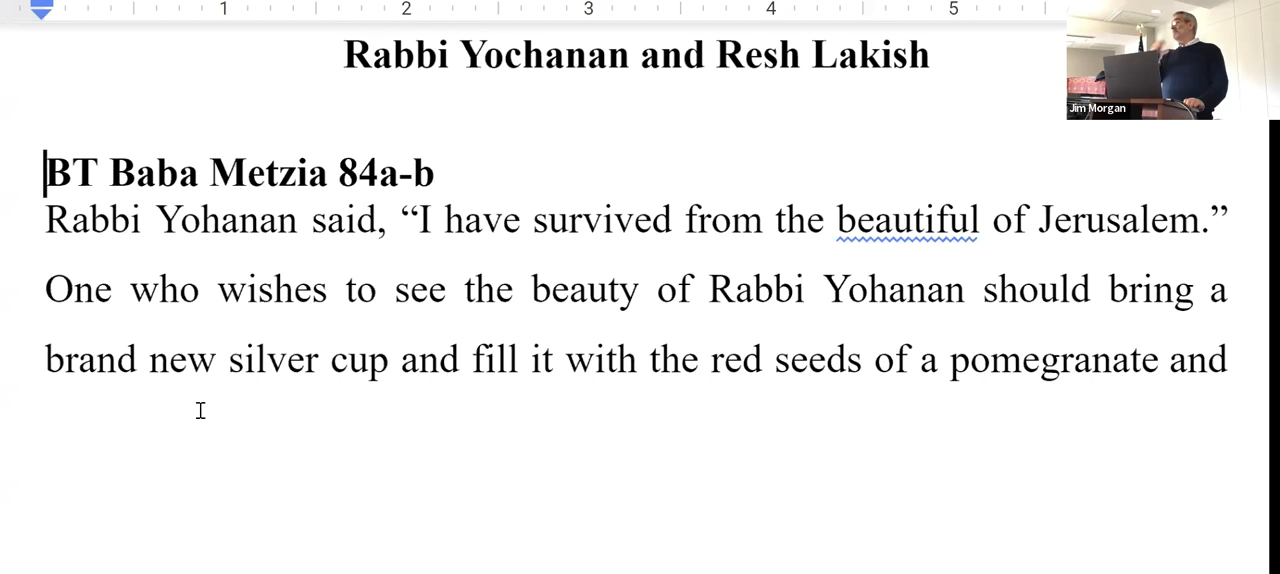 1 2 3 4 5
Rabbi Yochanan and Resh Lakish
Jim Morgan
BT Baba Metzia 84a-b
Rabbi Yohanan said, “I have survived from the beautiful of Jerusalem.”
One who wishes to see the beauty of Rabbi Yohanan should bring a
brand new silver cup and fill it with the red seeds of a pomegranate and